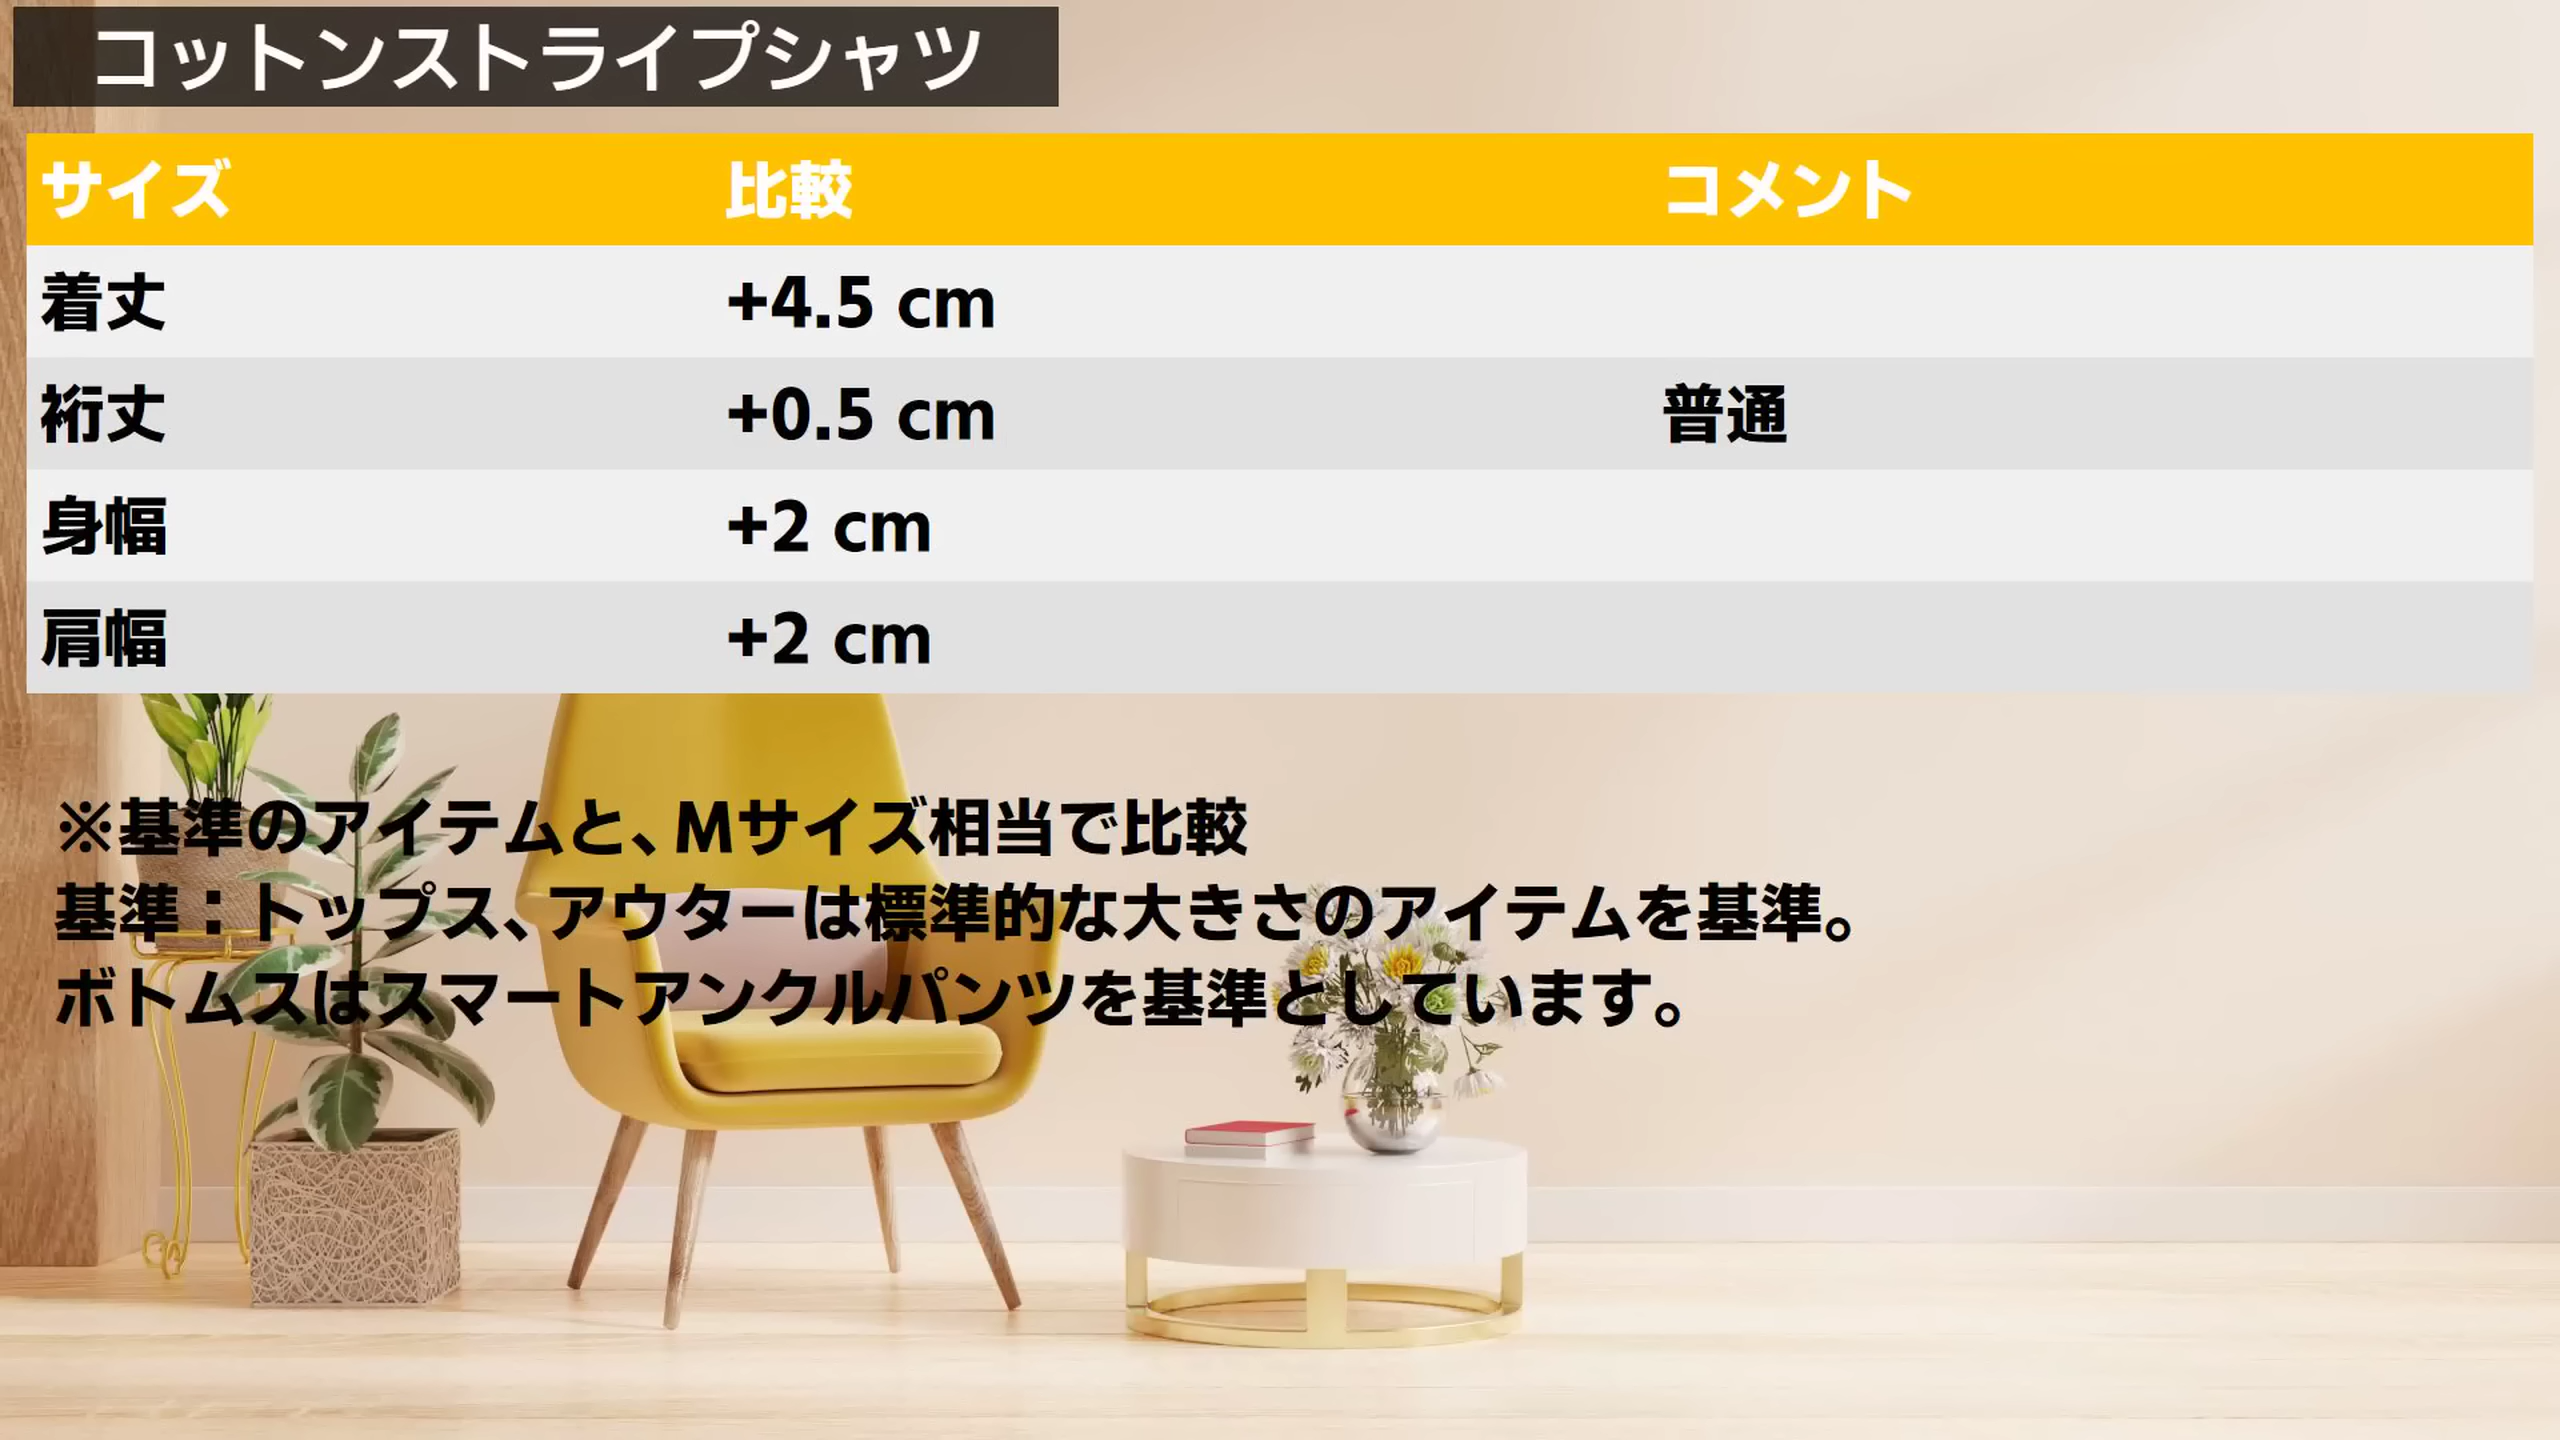 コットンストライプシャツ
サイズ 比較 コメント
着丈 +4.5 cm
裄丈 +0.5 cm 普通
身幅 +2 cm
肩幅 +2 cm
※基準のアイテムと、Mサイズ相当で比較
基準：トップス、アウターは標準的な大きさのアイテムを基準。
ボトムスはスマートアンクルパンツを基準としています。